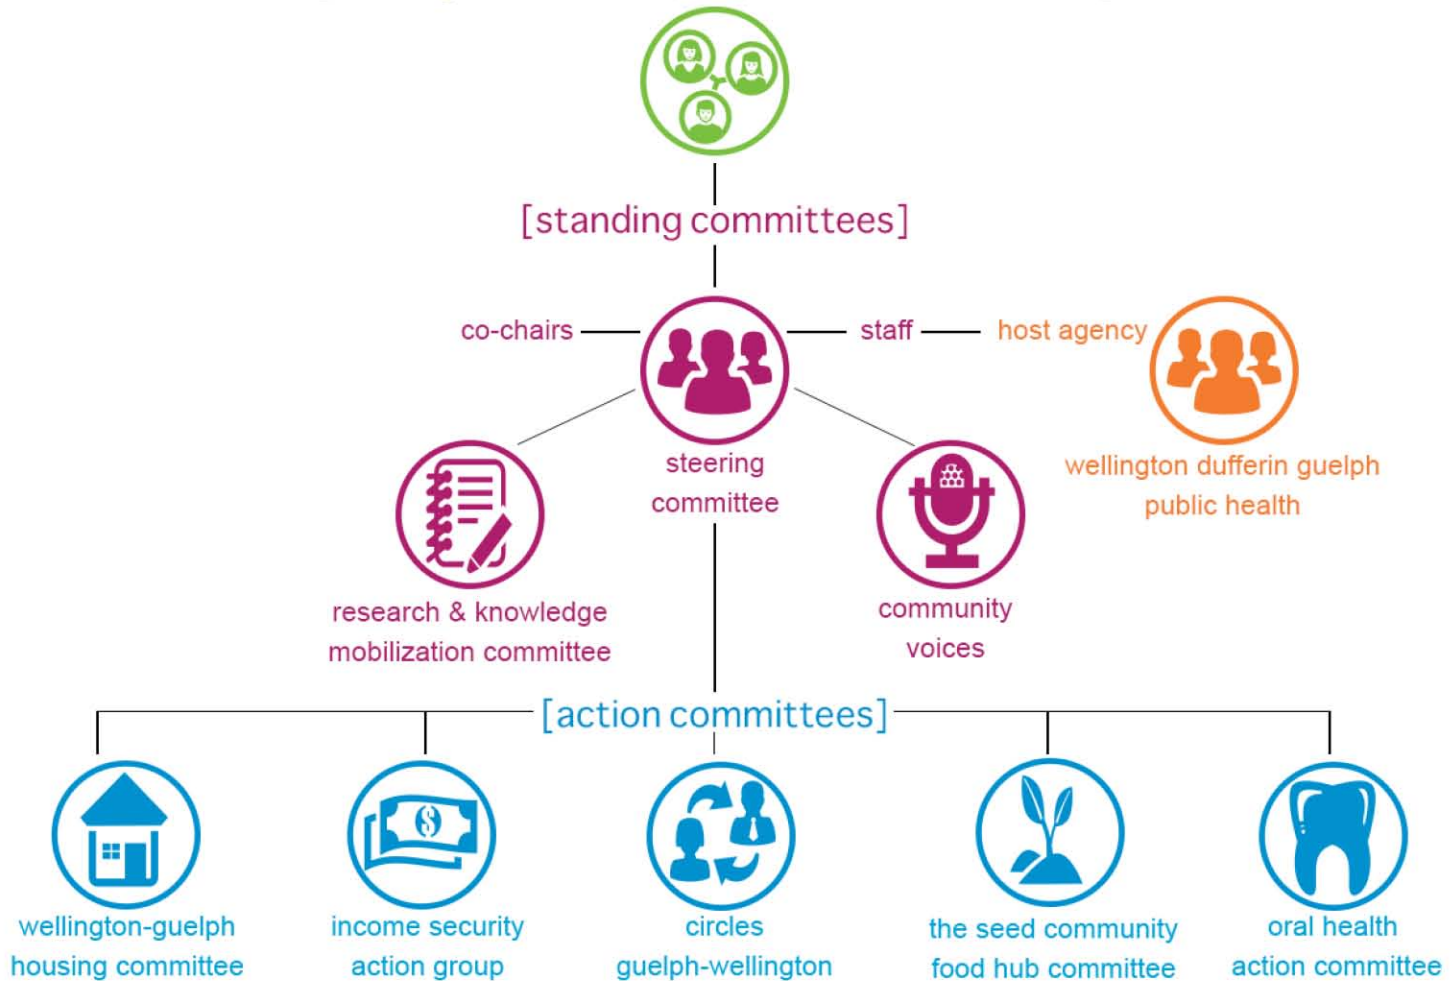 [standing committees]
co-chairs
staff
host agency
steering
committee
wellington dufferin guelph
public health
research & knowledge
mobilization committee
community
voices
[action committees]
wellington-guelph
housing committee
income security
action group
circles
guelph-wellington
the seed community
food hub committee
oral health
action committee